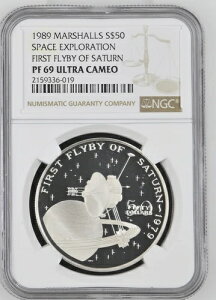 1989 MARSHALLS S$50
SPACE EXPLORATION
FIRST FLYBY OF SATURN
PF 69 ULTRA CAMEO
2159336-019
NUMISMATIC GUARANTY COMPANY
NGC
FIRST FLYBY OF SATURN-1979
50
FIFTY
DOLLARS